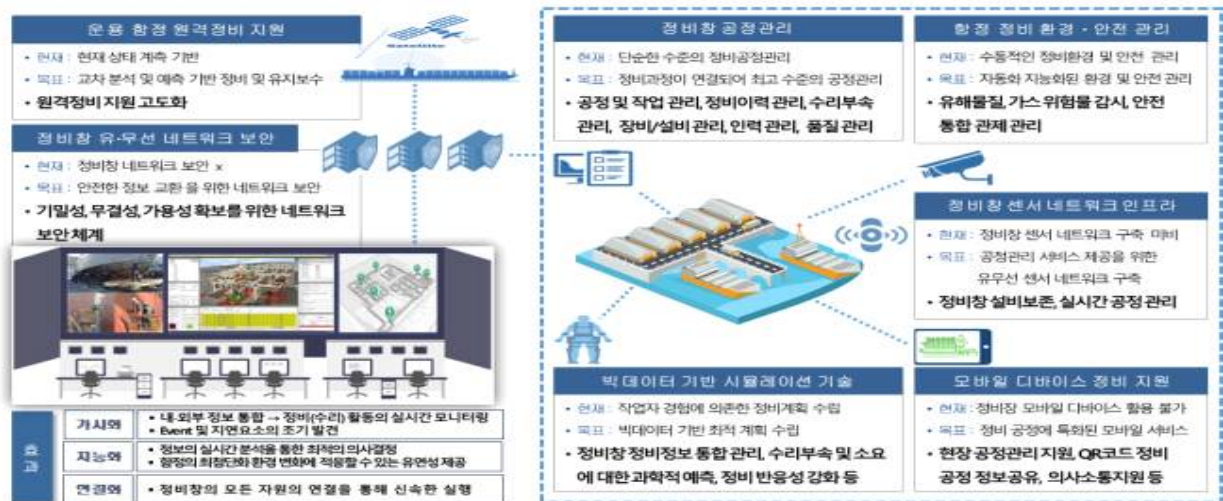 운용 함정 원격정비 지원
• 현재 : 현재 상태 계측 기반
• 목표 : 교차 분석 및 예측 기반 정비 및 유지보수
• 원격정비 지원 고도화
Satellite
정비창 유·무선 네트워크 보안
• 현재 : 정비창 네트워크 보안 x
• 목표 : 안전한 정보 교환 을 위한 네트워크 보안
• 기밀성, 무결성, 가용성 확보를 위한 네트워크
보안 체계
효과
가시화
• 내·외부 정보 통합 → 정비(수리) 활동의 실시간 모니터링
• Event 및 지연요소의 조기 발견
지능화
• 정보의 실시간 분석을 통한 최적의 의사결정
• 함정의 최첨단화 환경 변화에 적응할 수 있는 유연성 제공
연결화
• 정비창의 모든 자원의 연결을 통해 신속한 실행
정비창 공정관리
• 현재 : 단순한 수준의 정비공정관리
• 목표 : 정비과정이 연결되어 최고 수준의 공정관리
• 공정 및 작업 관리, 정비이력 관리, 수리부속
관리, 장비/설비 관리, 인력 관리, 품질 관리
함정 정비 환경·안전 관리
• 현재 : 수동적인 정비환경 및 안전 관리
• 목표 : 자동화 지능화된 환경 및 안전 관리
• 유해물질, 가스 위험물 감시, 안전
통합 관제 관리
정비창 센서 네트워크 인프라
• 현재 : 정비창 센서 네트워크 구축 미비
• 목표 : 공정관리 서비스 제공을 위한
유무선 센서 네트워크 구축
• 정비창 설비보존, 실시간 공정 관리
빅 데이터 기반 시뮬레이션 기술
• 현재 : 작업자 경험에 의존한 정비계획 수립
• 목표 : 빅데이터 기반 최적 계획 수립
• 정비창 정비정보 통합 관리, 수리부속 및 소요
에 대한 과학적 예측, 정비 반응성 강화 등
모바일 디바이스 정비 지원
• 현재 : 정비창 모바일 디바이스 활용 불가
• 목표 : 정비 공정에 특화된 모바일 서비스
• 현장 공정관리 지원, QR코드 정비
공정 정보공유, 의사소통지원 등